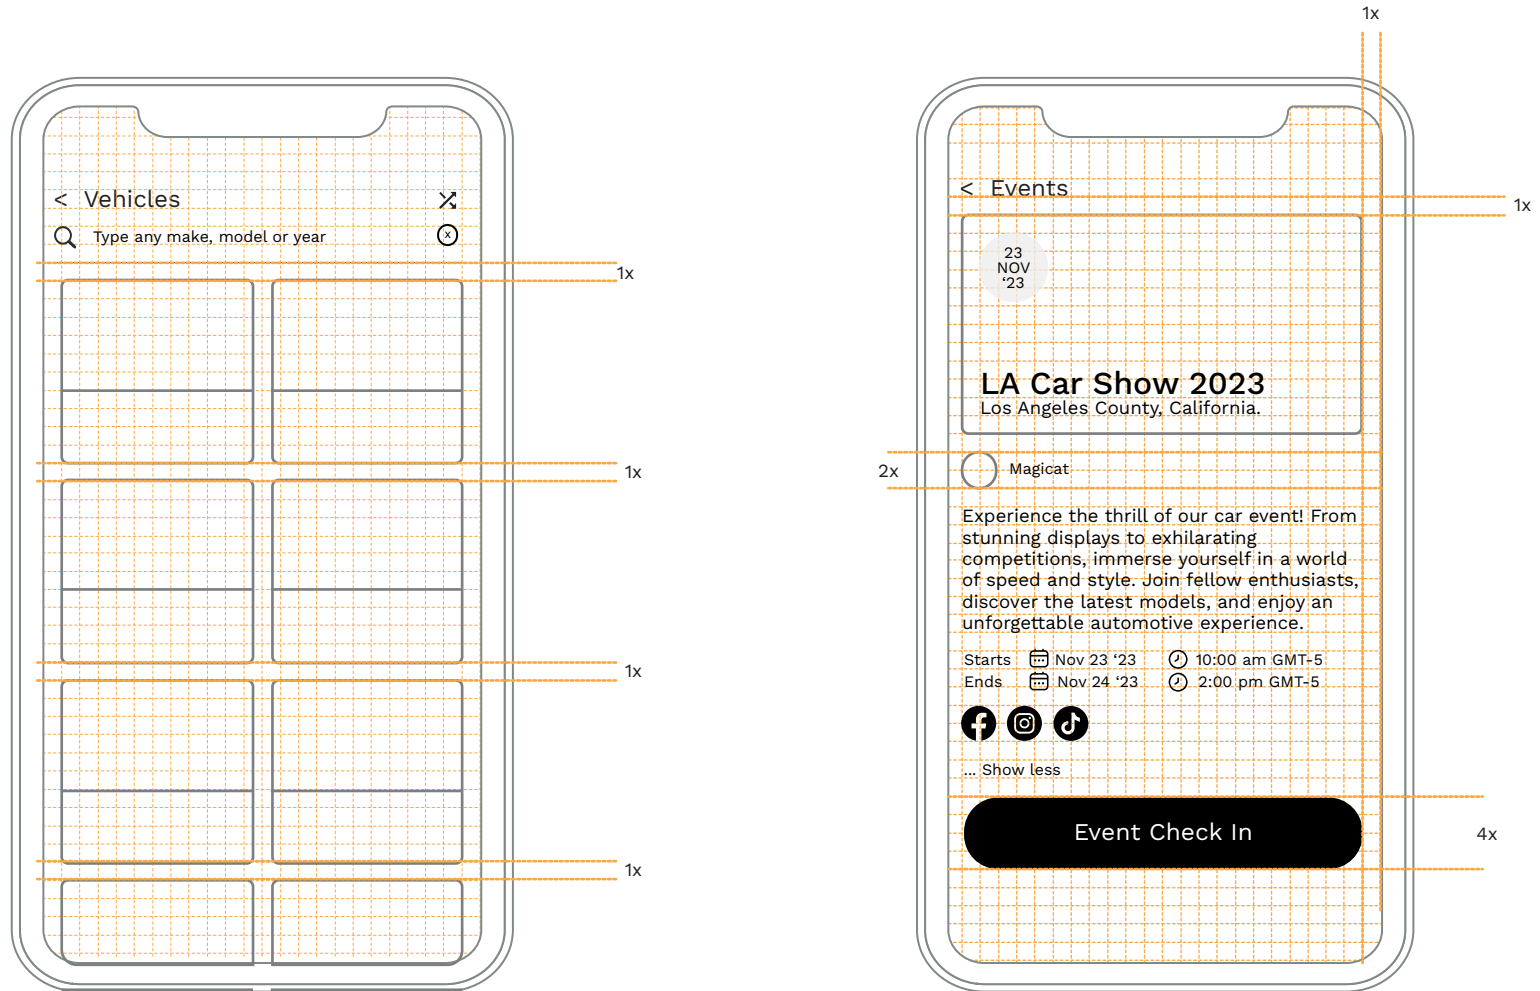 < Vehicles
Type any make, model or year
x
1x
1x
1x
1x
1x
< Events
1x
23
NOV
‘23
LA Car Show 2023
Los Angeles County, California.
2x
Magicat
Experience the thrill of our car event! From
stunning displays to exhilarating
competitions, immerse yourself in a world
of speed and style. Join fellow enthusiasts,
discover the latest models, and enjoy an
unforgettable automotive experience.
Starts Nov 23 ‘23 10:00 am GMT-5
Ends Nov 24 ‘23 2:00 pm GMT-5
... Show less
Event Check In
4x